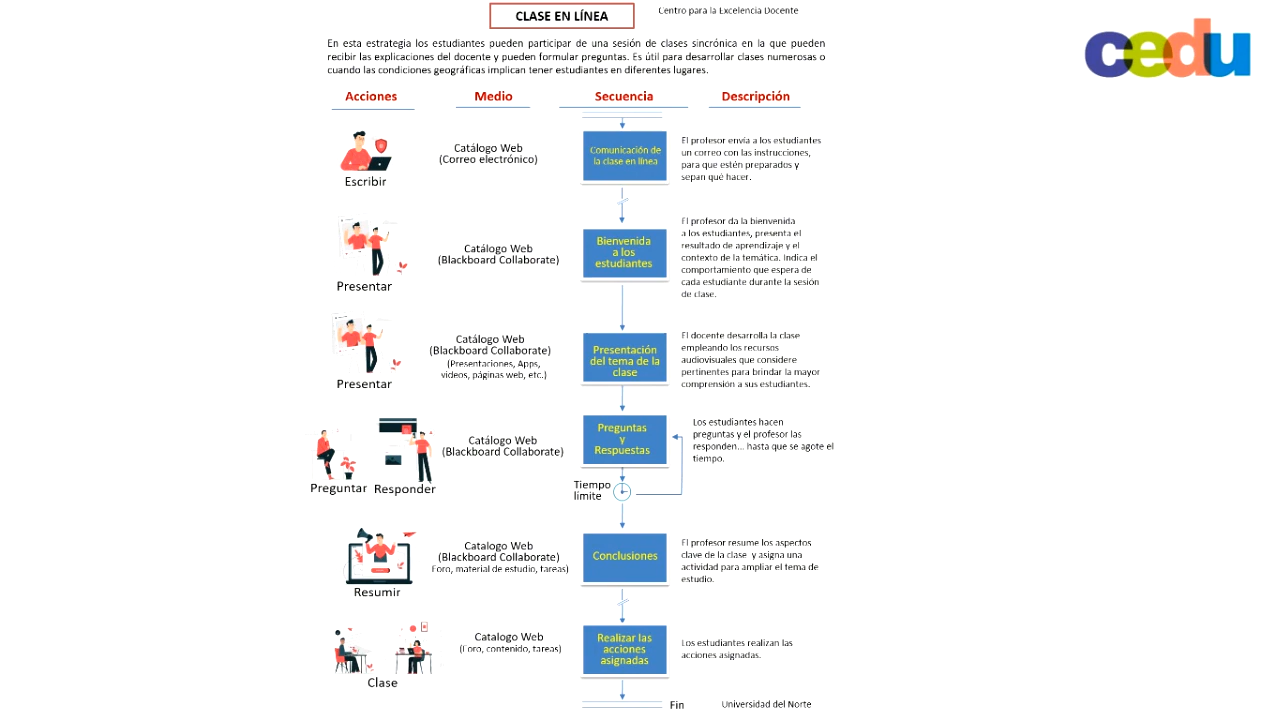 CLASE EN LÍNEA
Centro para la Excelencia Docente
cedu
En esta estrategia los estudiantes pueden participar de una sesión de clases sincrónica en la que pueden
recibir las explicaciones del docente y pueden formular preguntas. Es útil para desarrollar clases numerosas o
cuando las condiciones geográficas implican tener estudiantes en diferentes lugares.
Acciones
Medio
Secuencia
Descripción
Escribir
Catálogo Web
(Correo electrónico)
Comunicación de
la clase en línea
El profesor envía a los estudiantes
un correo con las instrucciones,
para que estén preparados y
sepan qué hacer.
Presentar
Catálogo Web
(Blackboard Collaborate)
Bienvenida
a los
estudiantes
El profesor da la bienvenida
a los estudiantes, presenta el
resultado de aprendizaje y el
contexto de la temática. Indica el
comportamiento que espera de
cada estudiante durante la sesión
de clase.
Presentar
Catálogo Web
(Blackboard Collaborate)
(Presentaciones, Apps,
videos, páginas web, etc.)
Presentación
del tema de la
clase
El docente desarrolla la clase
empleando los recursos
audiovisuales que considere
pertinentes para brindar la mayor
comprensión a sus estudiantes.
Preguntar
Responder
Catálogo Web
(Blackboard Collaborate)
Preguntas
y
Respuestas
Los estudiantes hacen
preguntas y el profesor las
responden... hasta que se agote el
tiempo.
Tiempo
limite
Resumir
Catalogo Web
(Blackboard Collaborate)
Foro, material de estudio, tareas)
Conclusiones
El profesor resume los aspectos
clave de la clase y asigna una
actividad para ampliar el tema de
estudio.
Clase
Catalogo Web
(Foro, contenido, tareas)
Realizar las
acciones
asignadas
Los estudiantes realizan las
acciones asignadas.
Fin
Universidad del Norte